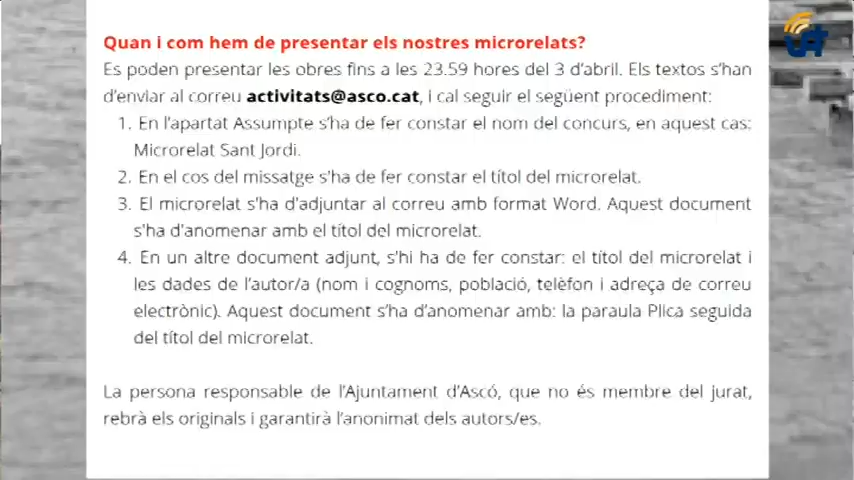 Quan i com hem de presentar els nostres microrelats?
Es poden presentar les obres fins a les 23.59 hores del 3 d'abril. Els textos s'han
d'enviar al correu activitats@asco.cat, i cal seguir el següent procediment:
1. En l'apartat Assumpte s'ha de fer constar el nom del concurs, en aquest cas:
Microrelat Sant Jordi.
2. En el cos del missatge s'ha de fer constar el títol del microrelat.
3. El microrelat s'ha d'adjuntar al correu amb format Word. Aquest document
s'ha d'anomenar amb el títol del microrelat.
4. En un altre document adjunt, s'hi ha de fer constar: el títol del microrelat i
les dades de l'autor/a (nom i cognoms, població, telèfon i adreça de correu
electrònic). Aquest document s'ha d'anomenar amb: la paraula Plica seguida
del títol del microrelat.
La persona responsable de l'Ajuntament d'Ascó, que no és membre del jurat,
rebrà els originals i garantirà l'anonimat dels autors/es.